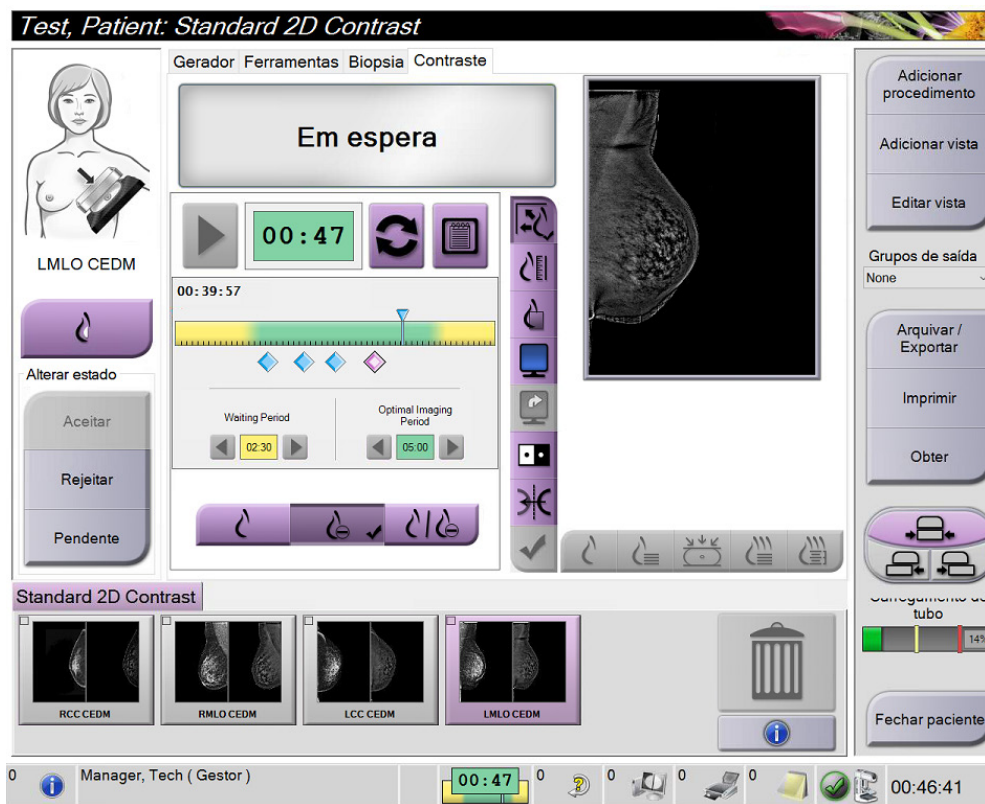 Test, Patient: Standard 2D Contrast
Gerador Ferramentas Biopsia Contraste
Em espera
00:47
00:39:57
Waiting Period
Optimal Imaging
Period
02:30
05:00
LMLO CEDM
Alterar estado
Aceitar
Rejeitar
Pendente
Adicionar
procedimento
Adicionar vista
Editar vista
Grupos de saída
None
Arquivar /
Exportar
Imprimir
Obter
tubo
14%
Fechar paciente
Standard 2D Contrast
RCC CEDM
RMLO CEDM
LCC CEDM
LMLO CEDM
0
Manager, Tech ( Gestor )
00:47
0
0
0
0
00:46:41